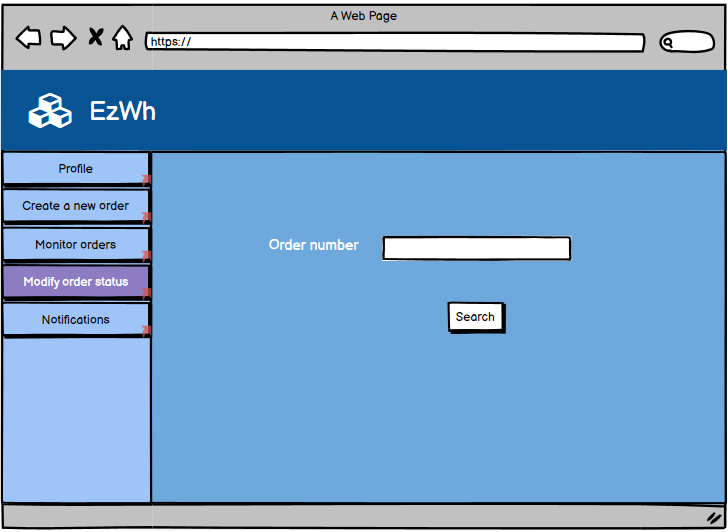 A Web Page
https://
EzWh
Profile
Create a new order
Monitor orders
Modify order status
Notifications
Order number
Search